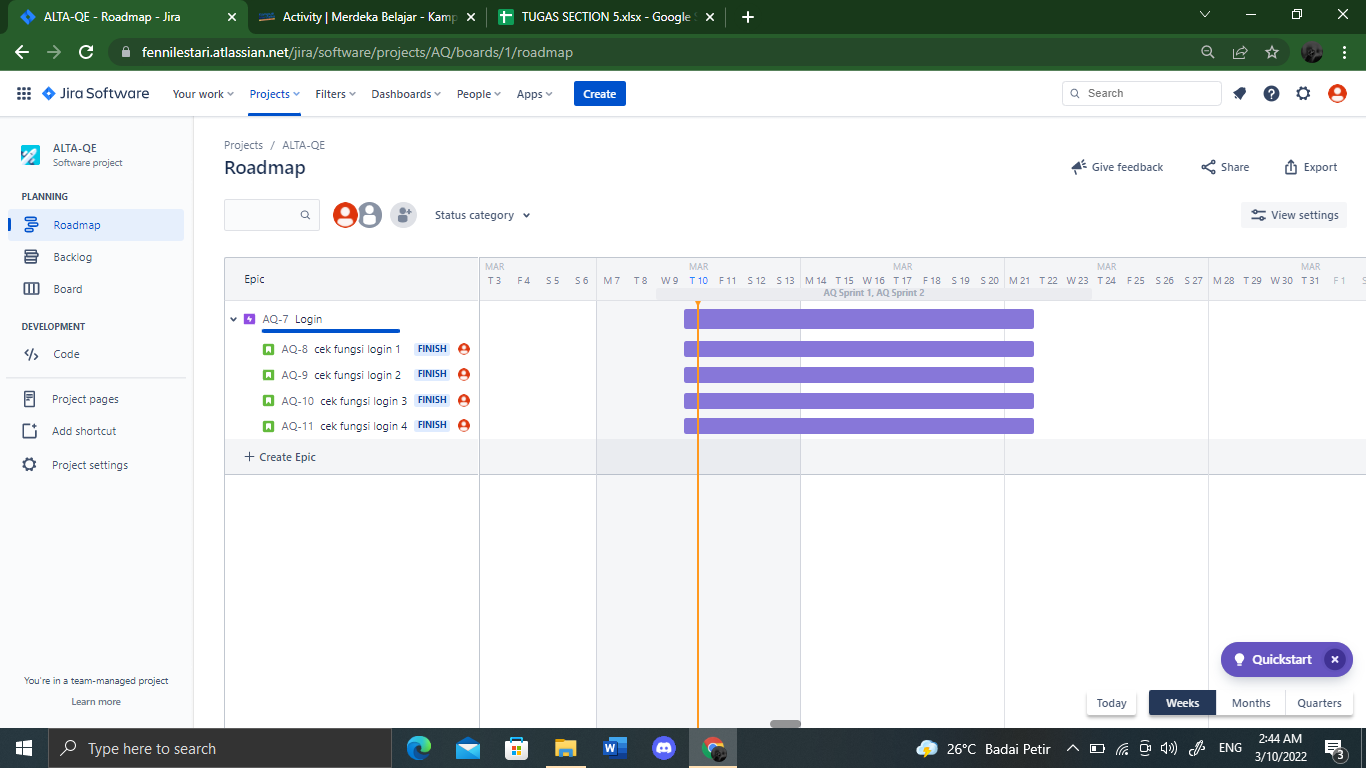 ALTA-QE - Roadmap - Jira
Activity | Merdeka Belajar - Kamp
TUGAS SECTION 5.xlsx - Google S
fennilestari.atlassian.net/jira/software/projects/AQ/boards/1/roadmap
Jira Software Your work Projects Filters Dashboards People Apps Create Search
ALTA-QE
Software project
PLANNING
Roadmap
Backlog
Board
DEVELOPMENT
Code
Project pages
Add shortcut
Project settings
You're in a team-managed project
Learn more
Projects / ALTA-QE
Roadmap
Give feedback Share Export
Status category
View settings
Epic
MAR MAR MAR MAR MAR
T 3 F 4 S 5 S 6 M 7 T 8 W 9 T 10 F 11 S 12 S 13 M 14 T 15 W 16 T 17 F 18 S 19 S 20 M 21 T 22 W 23 T 24 F 25 S 26 S 27 M 28 T 29 W 30 T 31 F 1 S
AQ Sprint 1, AQ Sprint 2
AQ-7 Login
AQ-8 cek fungsi login 1 FINISH
AQ-9 cek fungsi login 2 FINISH
AQ-10 cek fungsi login 3 FINISH
AQ-11 cek fungsi login 4 FINISH
+ Create Epic
Quickstart
Today Weeks Months Quarters
Type here to search
26°C Badai Petir
ENG
2:44 AM
3/10/2022
3